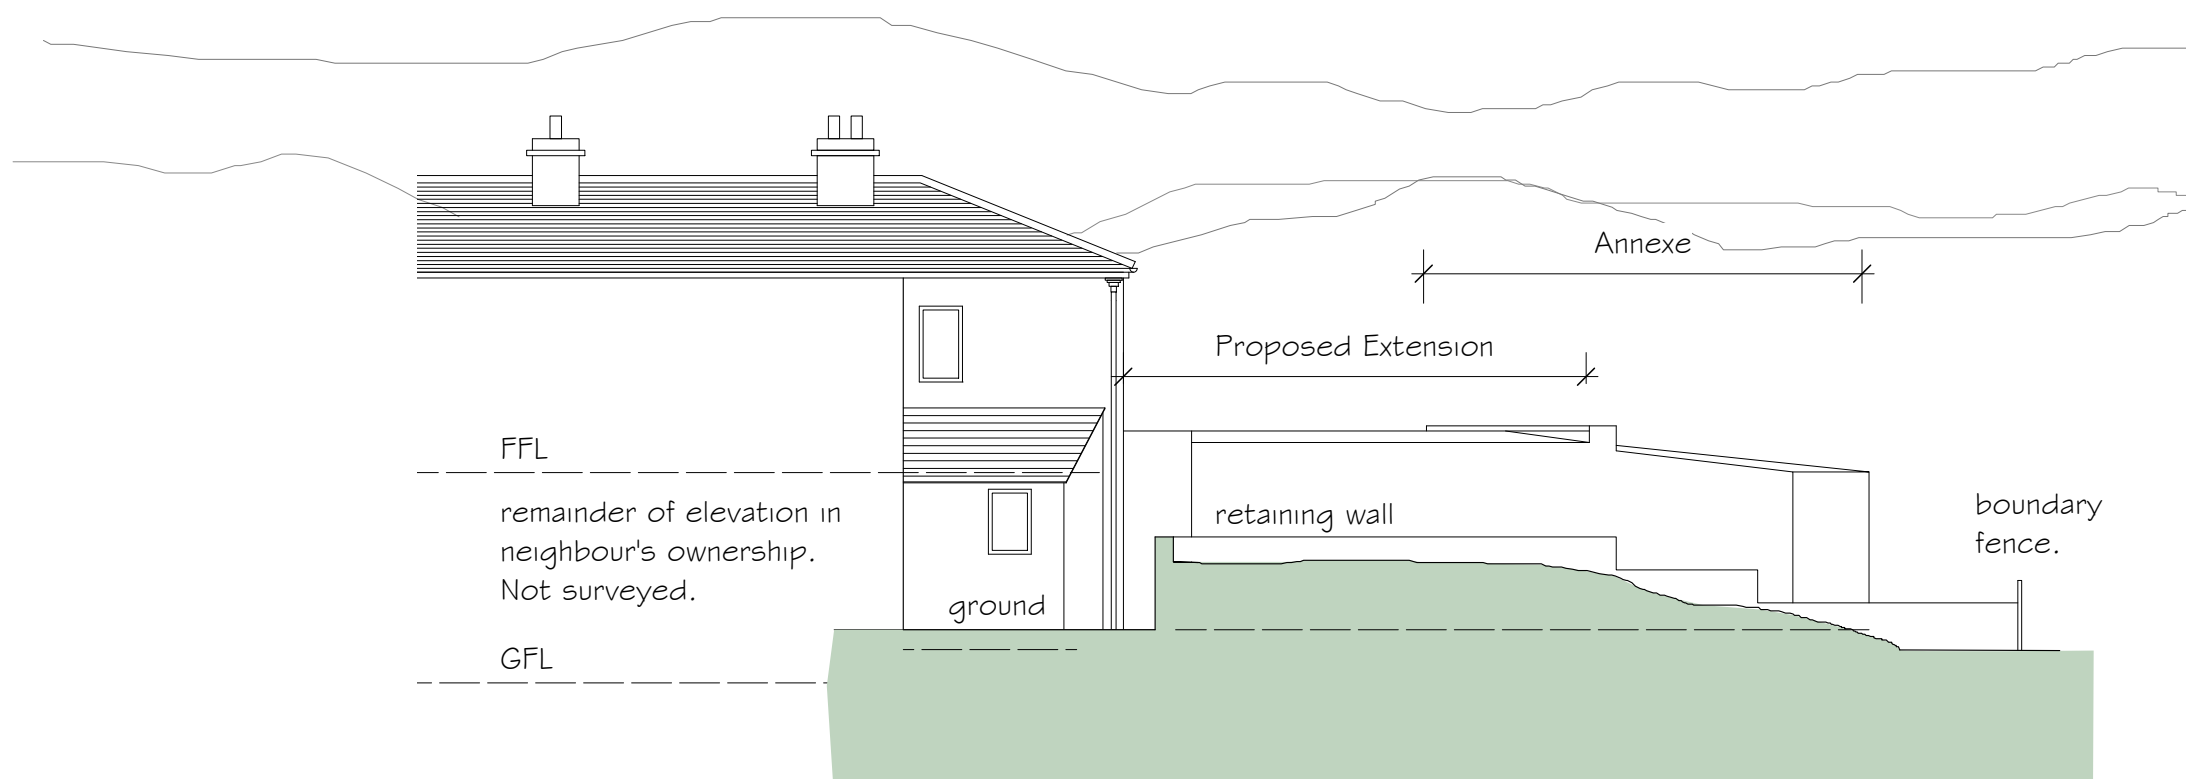 Annexe
Proposed Extension
FFL
remainder of elevation in
neighbour's ownership.
Not surveyed.
retaining wall
boundary
fence.
ground
GFL